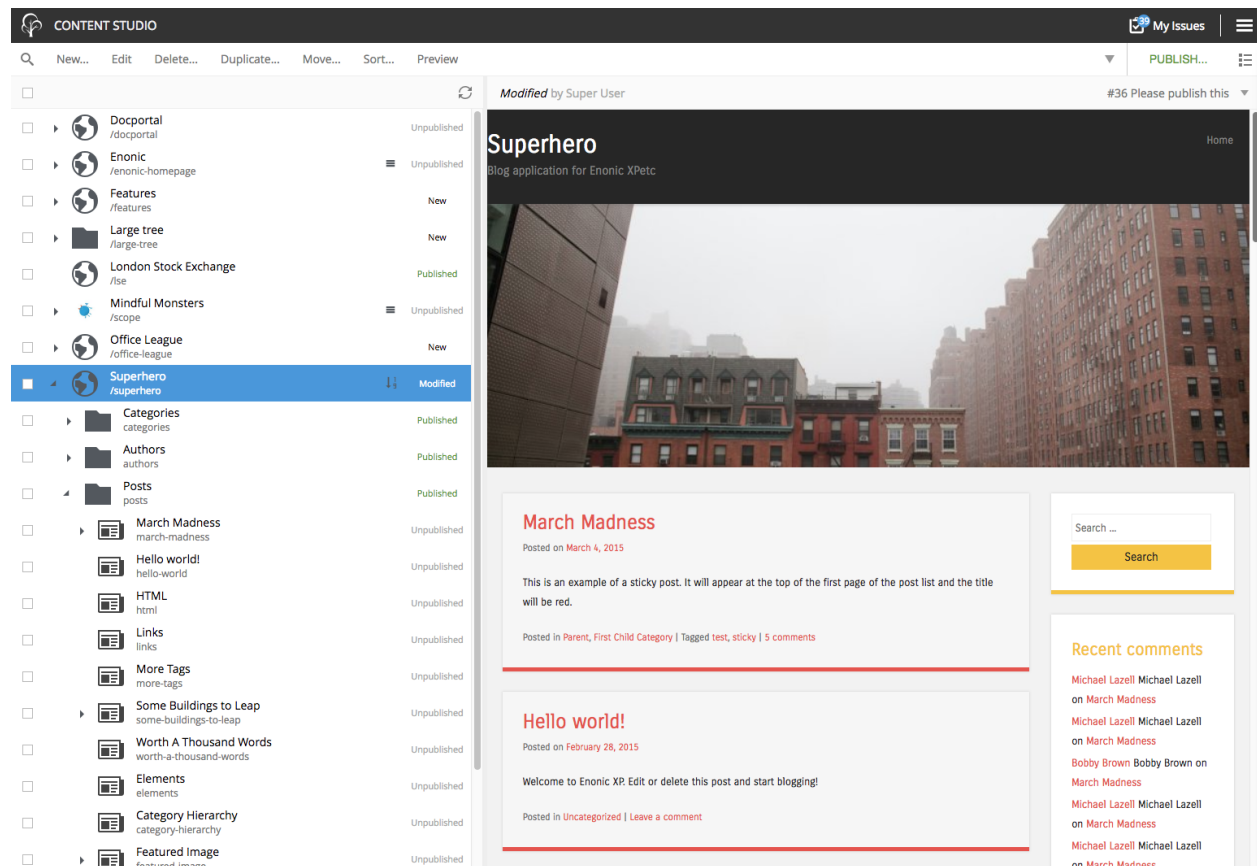 CONTENT STUDIO
39 My Issues
New... Edit Delete... Duplicate... Move... Sort... Preview
PUBLISH...
Modified by Super User
#36 Please publish this
Docportal
/docportal
Unpublished
Enonic
/enonic-homepage
Unpublished
Features
/features
New
Large tree
/large-tree
New
London Stock Exchange
/lse
Published
Mindful Monsters
/scope
Unpublished
Office League
/office-league
New
Superhero
/superhero
Modified
Categories
categories
Published
Authors
authors
Published
Posts
posts
Published
March Madness
march-madness
Unpublished
Hello world!
hello-world
Unpublished
HTML
html
Unpublished
Links
links
Unpublished
More Tags
more-tags
Unpublished
Some Buildings to Leap
some-buildings-to-leap
Unpublished
Worth A Thousand Words
worth-a-thousand-words
Unpublished
Elements
elements
Unpublished
Category Hierarchy
category-hierarchy
Unpublished
Featured Image
featured-image
Unpublished
Superhero
Blog application for Enonic XPetc
Home
March Madness
Posted on March 4, 2015
This is an example of a sticky post. It will appear at the top of the first page of the post list and the title
will be red.
Posted in Parent, First Child Category | Tagged test, sticky | 5 comments
Hello world!
Posted on February 28, 2015
Welcome to Enonic XP. Edit or delete this post and start blogging!
Posted in Uncategorized | Leave a comment
Search ...
Search
Recent comments
Michael Lazell Michael Lazell
on March Madness
Michael Lazell Michael Lazell
on March Madness
Bobby Brown Bobby Brown on
March Madness
Michael Lazell Michael Lazell
on March Madness
Michael Lazell Michael Lazell
on March Madness